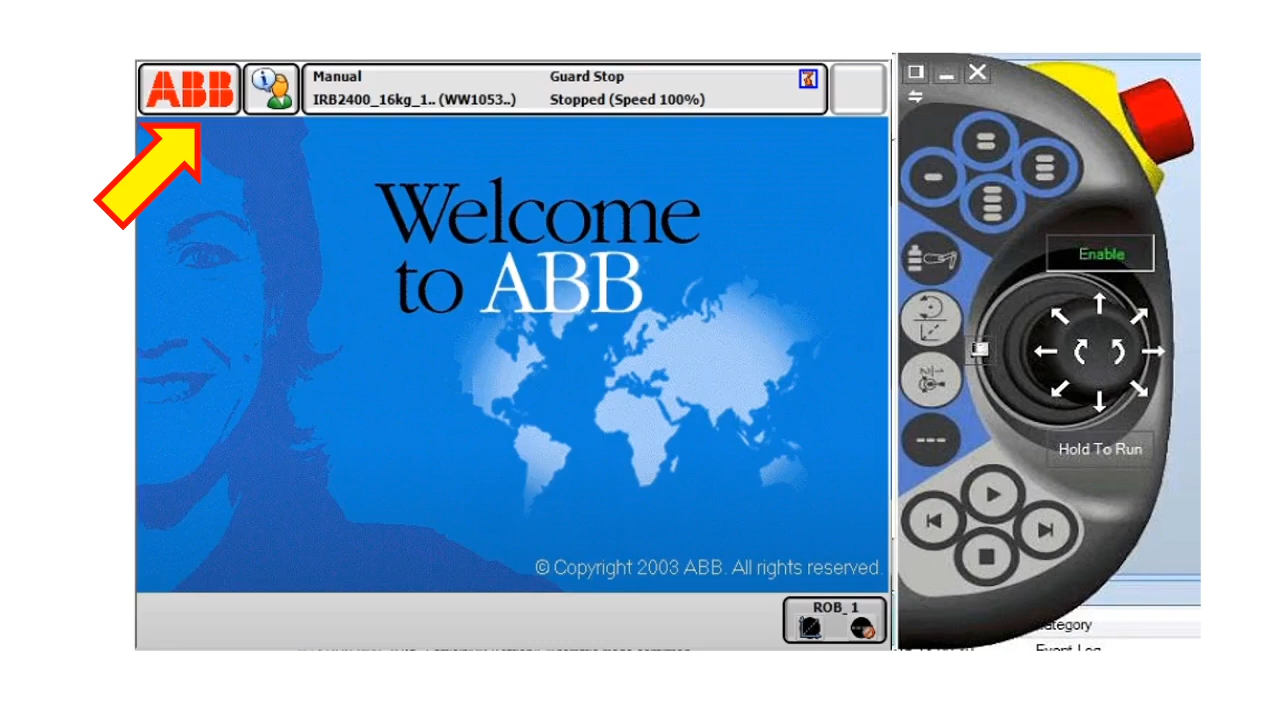 ABB
Manual
Guard Stop
IRB2400_16kg_1.. (WW1053..)
Stopped (Speed 100%)
Welcome
to ABB
© Copyright 2003 ABB. All rights reserved.
ROB_1
Enable
Hold To Run
Category
Event Log